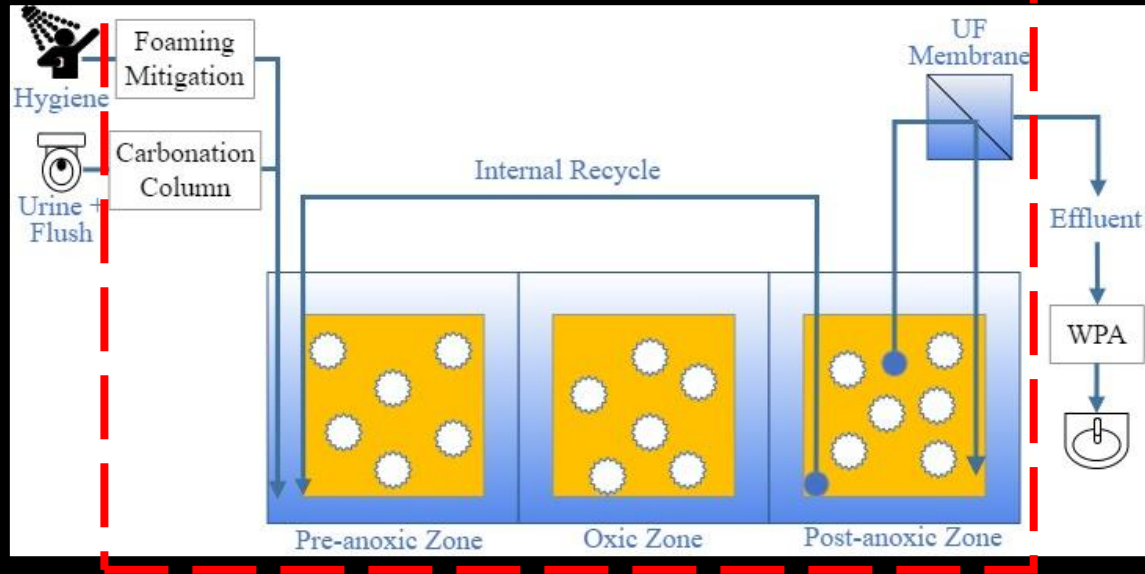 Hygiene
Foaming
Mitigation
Urine +
Flush
Carbonation
Column
Internal Recycle
UF
Membrane
Effluent
WPA
Pre-anoxic Zone
Oxic Zone
Post-anoxic Zone